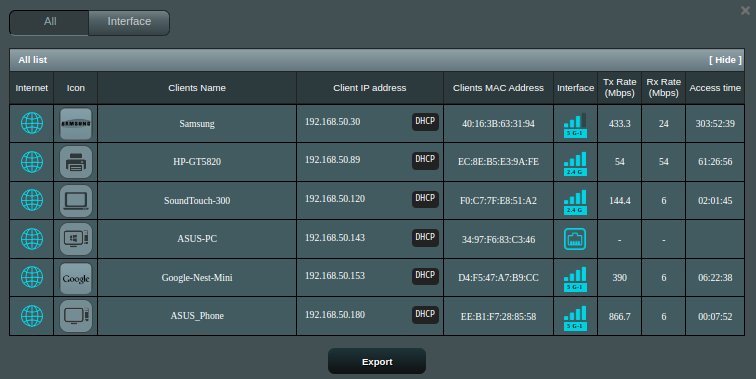 All Interface
All list [ Hide ]
Internet Icon Clients Name Client IP address Clients MAC Address Interface Tx Rate (Mbps) Rx Rate (Mbps) Access time
SAMSUNG Samsung 192.168.50.30 DHCP 40:16:3B:63:31:94 5 G-1 433.3 24 303:52:39
HP-GT5820 192.168.50.89 DHCP EC:8E:B5:E3:9A:FE 2.4 G 54 54 61:26:56
SoundTouch-300 192.168.50.120 DHCP F0:C7:7F:E8:51:A2 2.4 G 144.4 6 02:01:45
ASUS-PC 192.168.50.143 DHCP 34:97:F6:83:C3:46 - -
Google Google-Nest-Mini 192.168.50.153 DHCP D4:F5:47:A7:B9:CC 5 G-1 390 6 06:22:38
ASUS_Phone 192.168.50.180 DHCP EE:B1:F7:28:85:58 5 G-1 866.7 6 00:07:52
Export